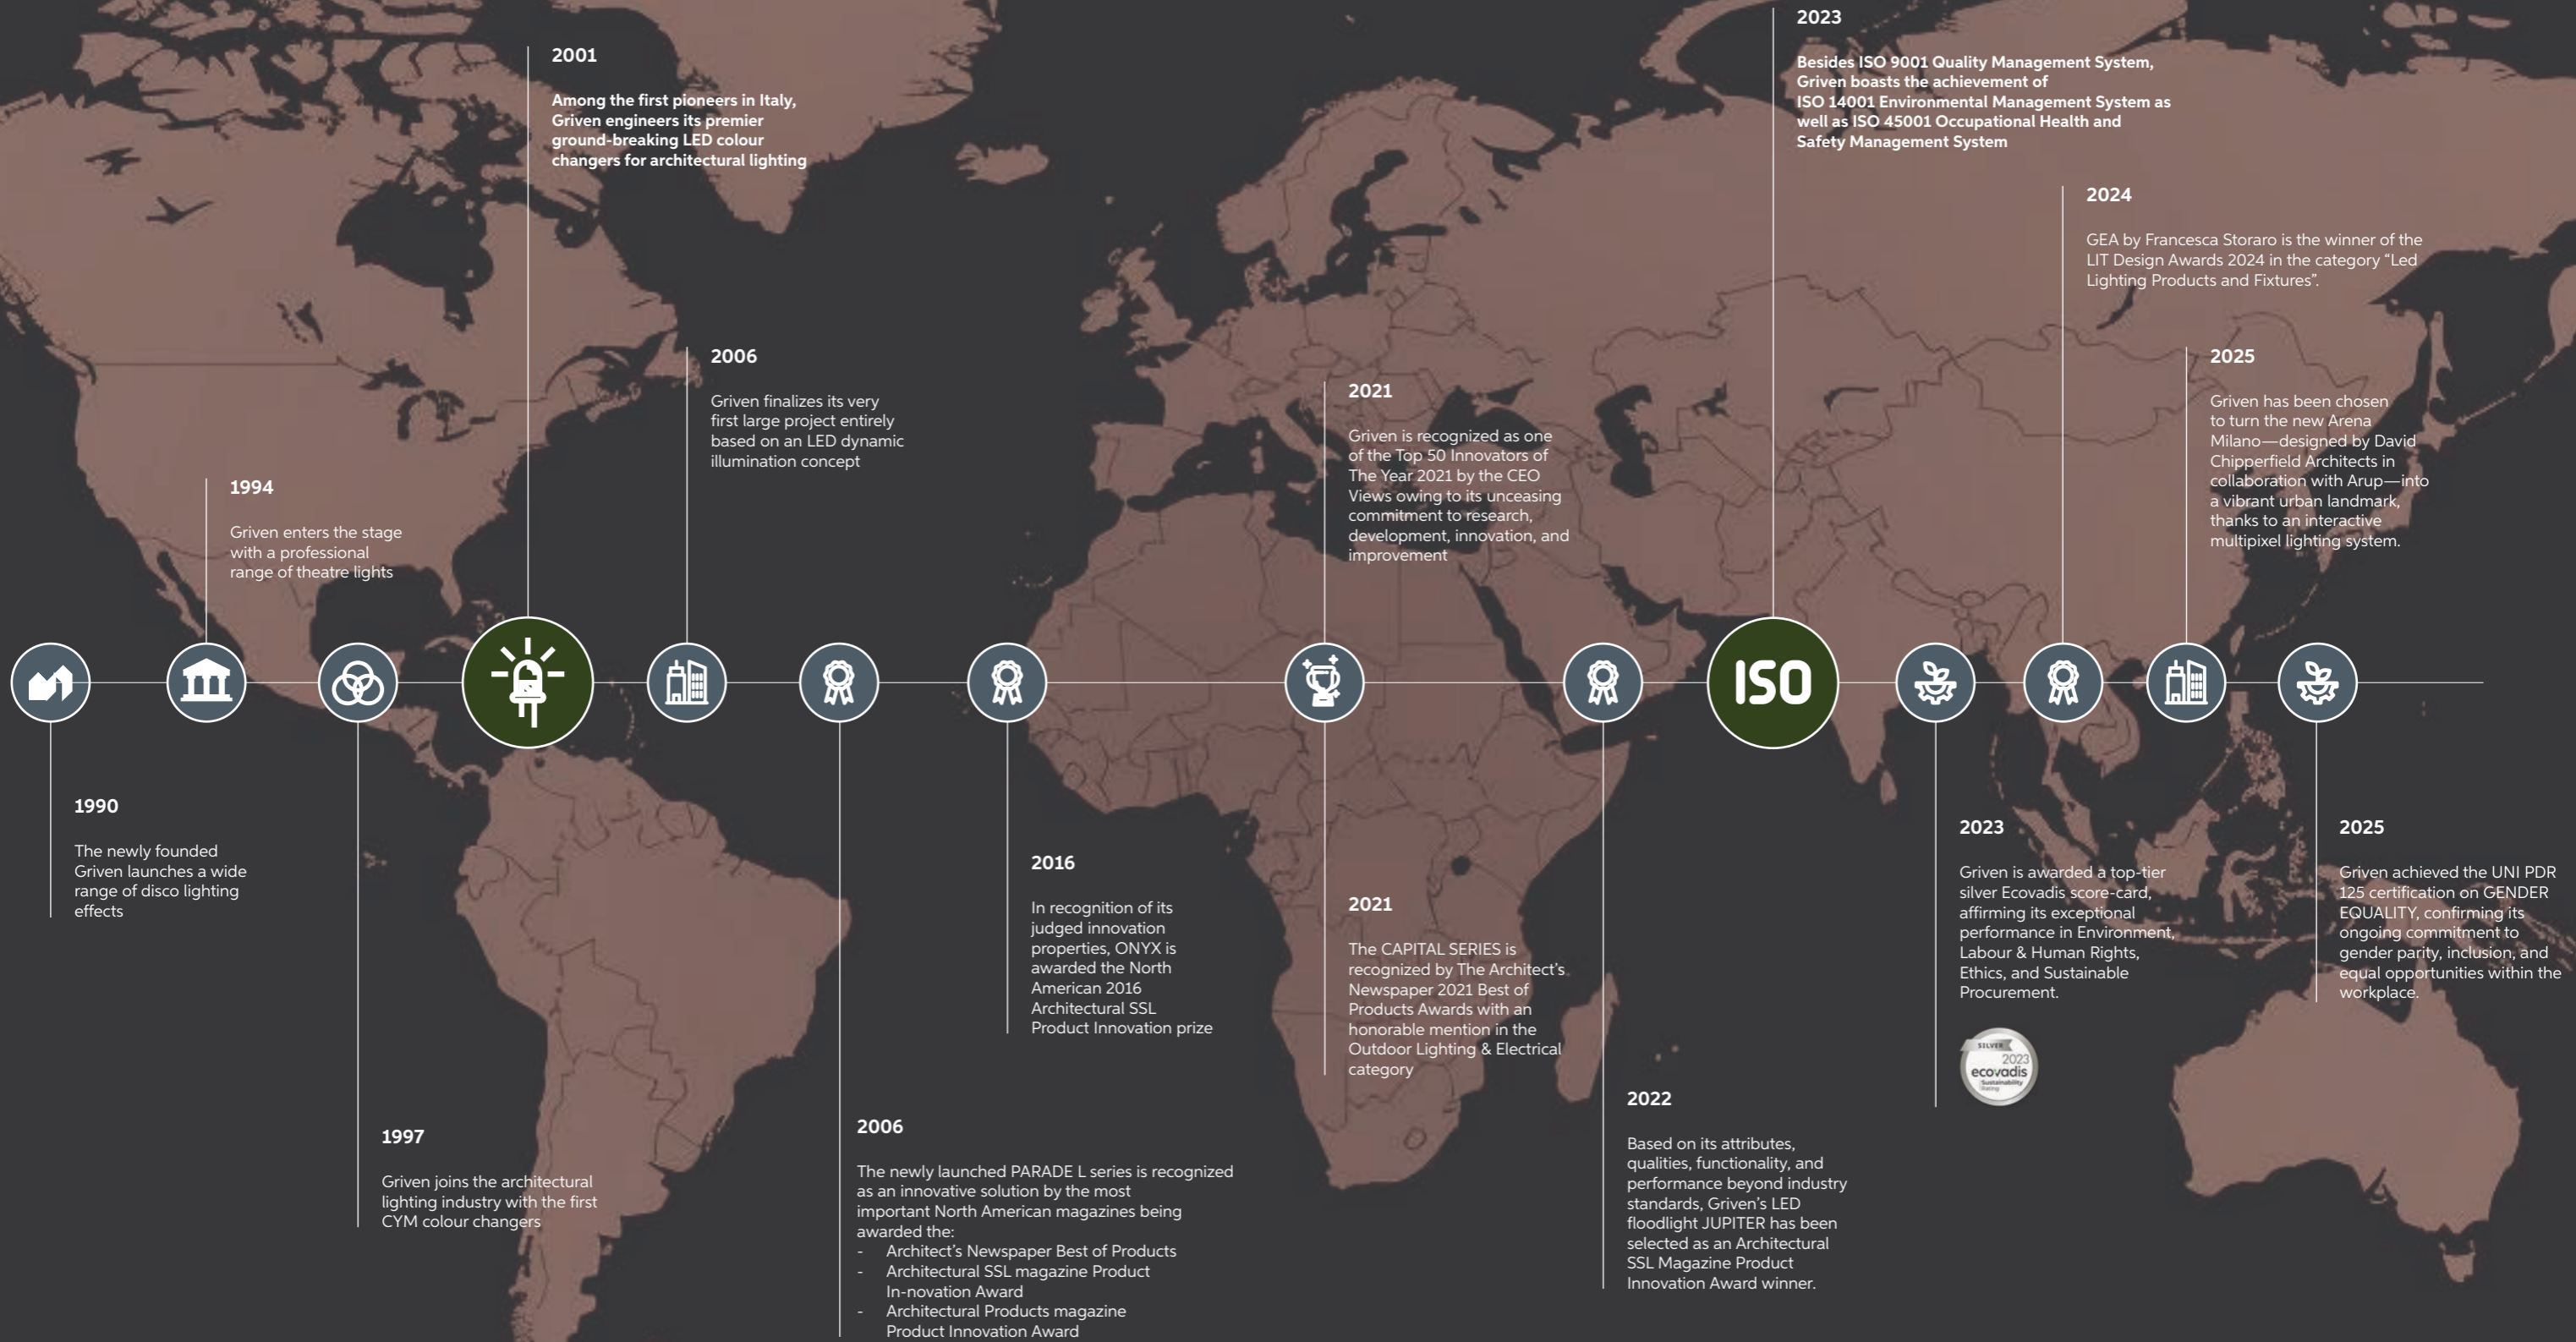 1990
The newly founded
Griven launches a wide
range of disco lighting
effects
1994
Griven enters the stage
with a professional
range of theatre lights
1997
Griven joins the architectural
lighting industry with the first
CYM colour changers
2001
Among the first pioneers in Italy,
Griven engineers its premier
ground-breaking LED colour
changers for architectural lighting
2006
Griven finalizes its very
first large project entirely
based on an LED dynamic
illumination concept
2006
The newly launched PARADE L series is recognized
as an innovative solution by the most
important North American magazines being
awarded the:
- Architect’s Newspaper Best of Products
- Architectural SSL magazine Product
In-novation Award
- Architectural Products magazine
Product Innovation Award
2016
In recognition of its
judged innovation
properties, ONYX is
awarded the North
American 2016
Architectural SSL
Product Innovation prize
2021
Griven is recognized as one
of the Top 50 Innovators of
The Year 2021 by the CEO
Views owing to its unceasing
commitment to research,
development, innovation, and
improvement
2021
The CAPITAL SERIES is
recognized by The Architect’s
Newspaper 2021 Best of
Products Awards with an
honorable mention in the
Outdoor Lighting & Electrical
category
2022
Based on its attributes,
qualities, functionality, and
performance beyond industry
standards, Griven’s LED
floodlight JUPITER has been
selected as an Architectural
SSL Magazine Product
Innovation Award winner.
2023
Besides ISO 9001 Quality Management System,
Griven boasts the achievement of
ISO 14001 Environmental Management System as
well as ISO 45001 Occupational Health and
Safety Management System
ISO
2023
Griven is awarded a top-tier
silver Ecovadis score-card,
affirming its exceptional
performance in Environment,
Labour & Human Rights,
Ethics, and Sustainable
Procurement.
SILVER
2023
ecovadis
Sustainability
Rating
2024
GEA by Francesca Storaro is the winner of the
LIT Design Awards 2024 in the category “Led
Lighting Products and Fixtures”.
2025
Griven has been chosen
to turn the new Arena
Milano—designed by David
Chipperfield Architects in
collaboration with Arup—into
a vibrant urban landmark,
thanks to an interactive
multipixel lighting system.
2025
Griven achieved the UNI PDR
125 certification on GENDER
EQUALITY, confirming its
ongoing commitment to
gender parity, inclusion, and
equal opportunities within the
workplace.